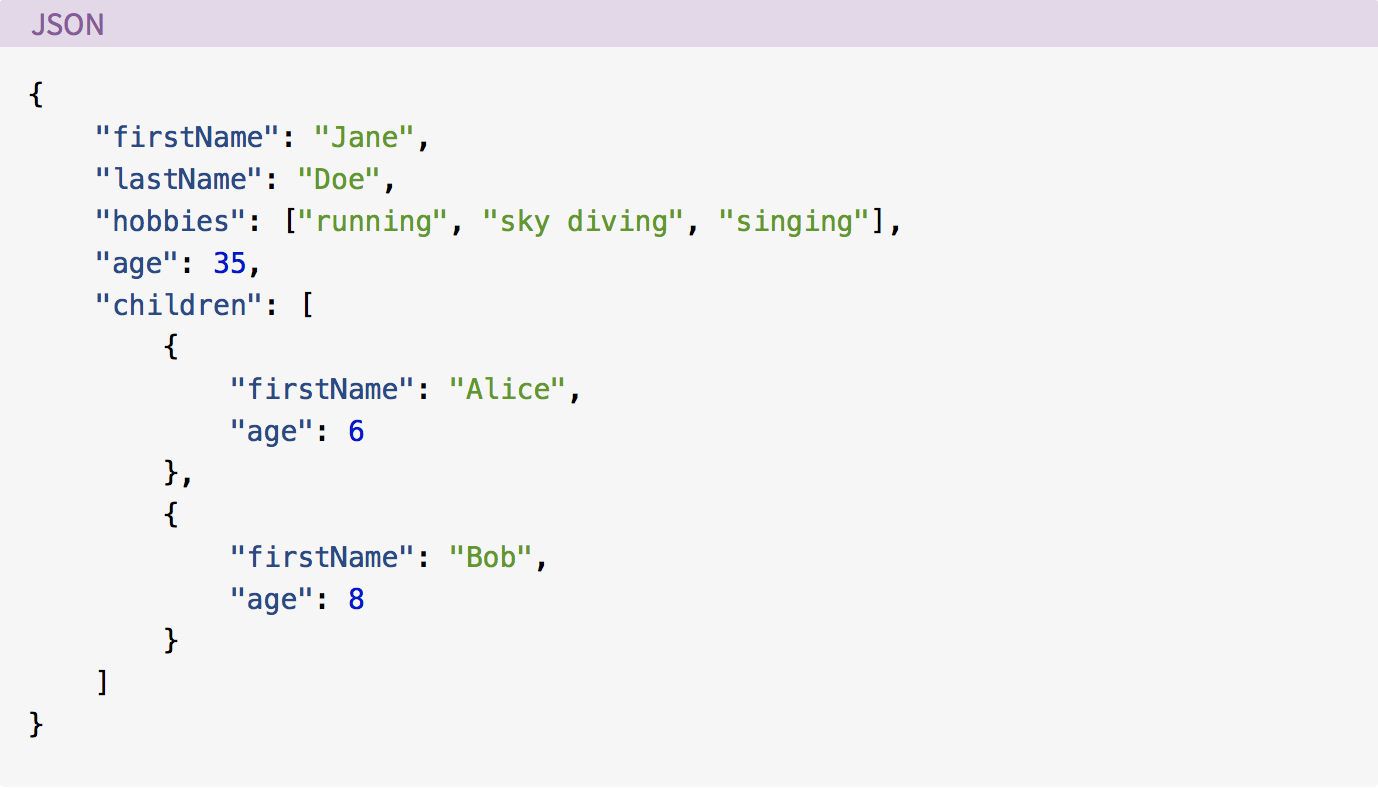 JSON
{
    "firstName": "Jane",
    "lastName": "Doe",
    "hobbies": ["running", "sky diving", "singing"],
    "age": 35,
    "children": [
        {
            "firstName": "Alice",
            "age": 6
        },
        {
            "firstName": "Bob",
            "age": 8
        }
    ]
}